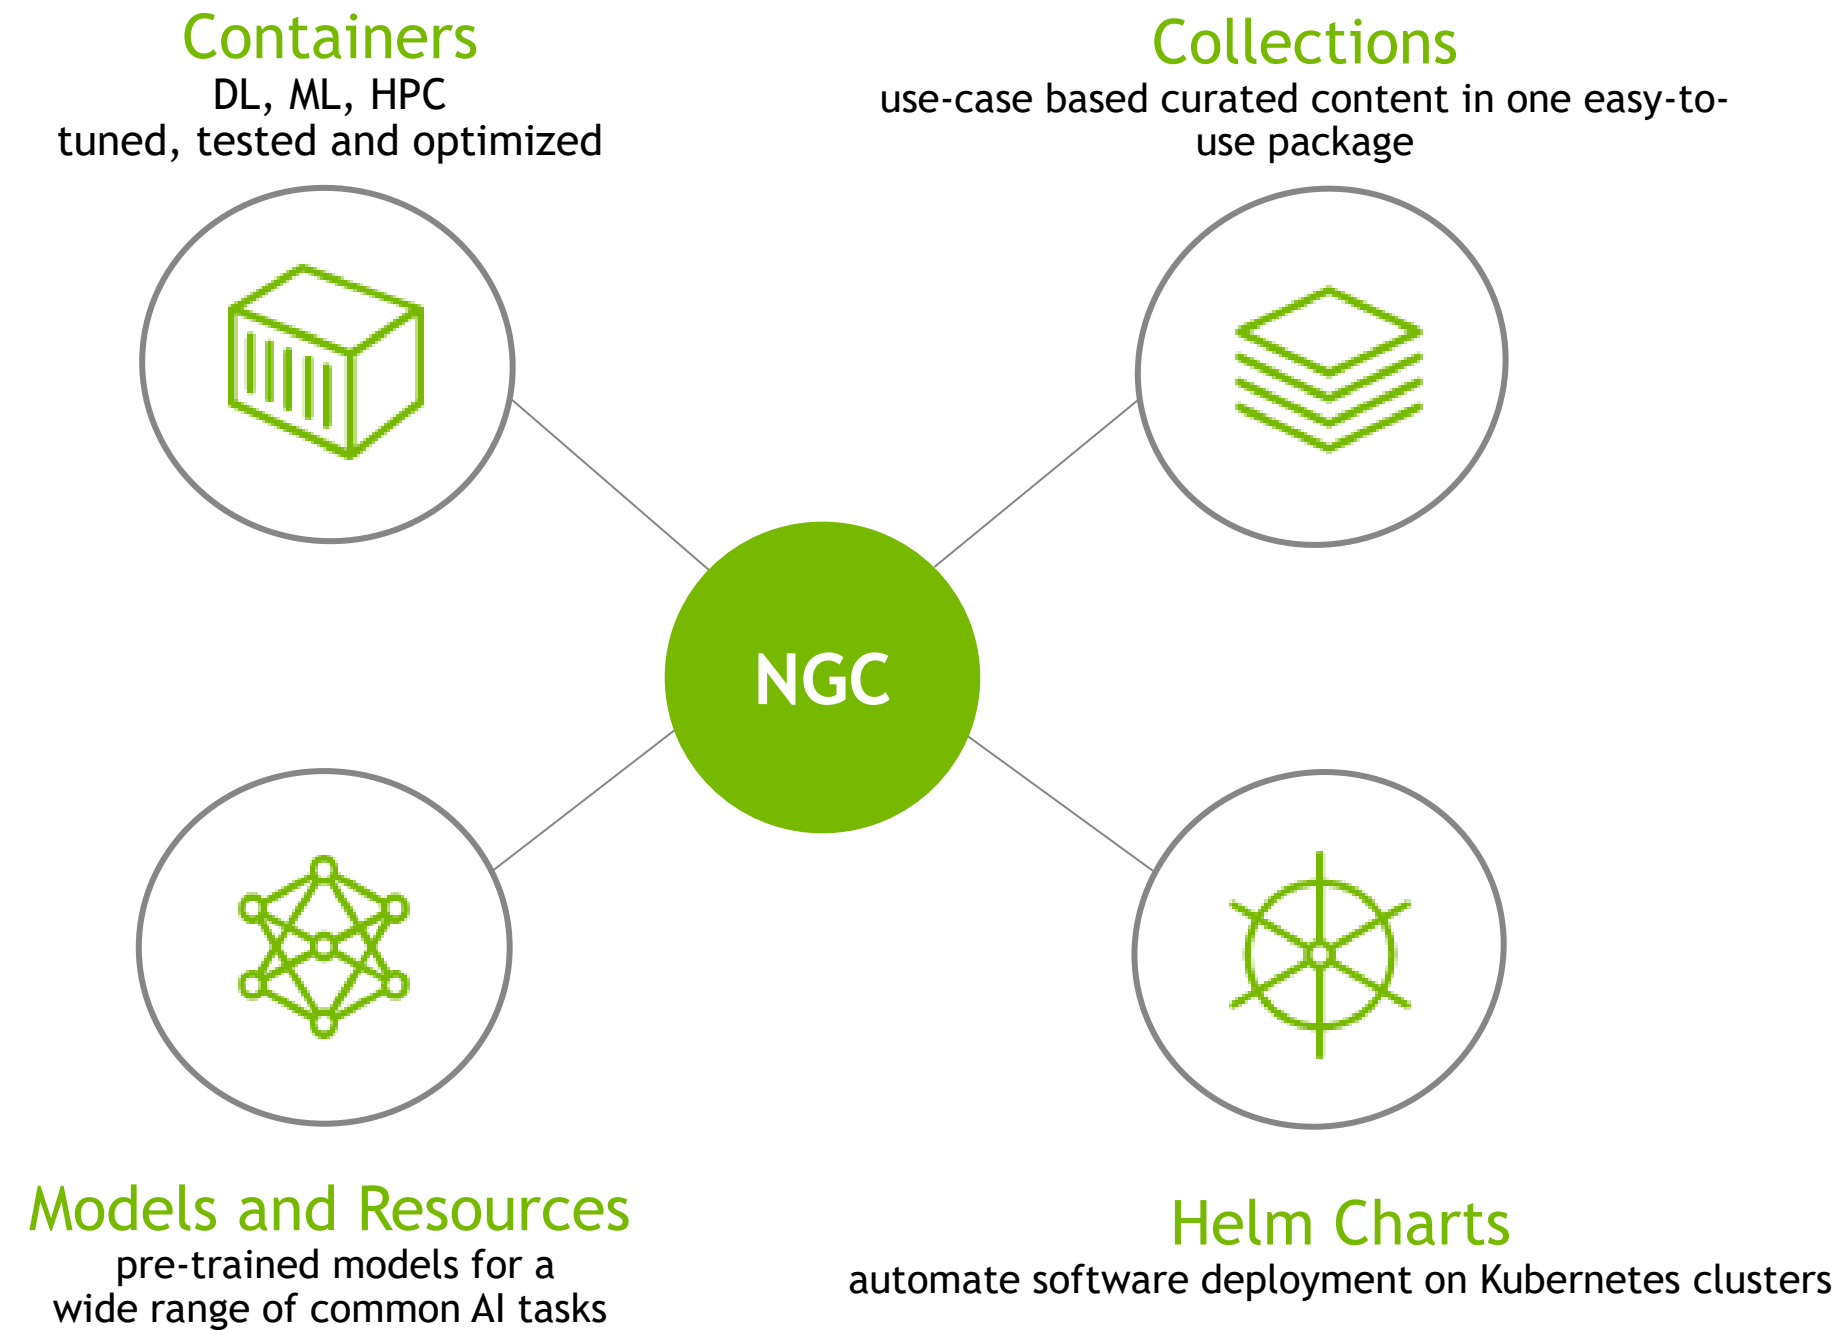 Containers
DL, ML, HPC
tuned, tested and optimized
Collections
use-case based curated content in one easy-to-
use package
NGC
Models and Resources
pre-trained models for a
wide range of common AI tasks
Helm Charts
automate software deployment on Kubernetes clusters